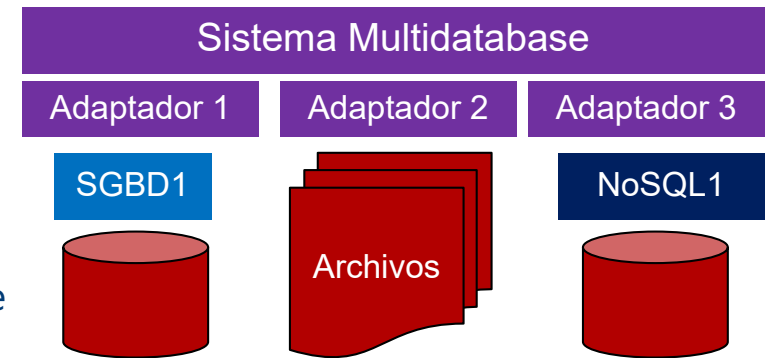 Sistema Multidatabase
Adaptador 1 Adaptador 2 Adaptador 3
SGBD1 NoSQL1
Archivos
e